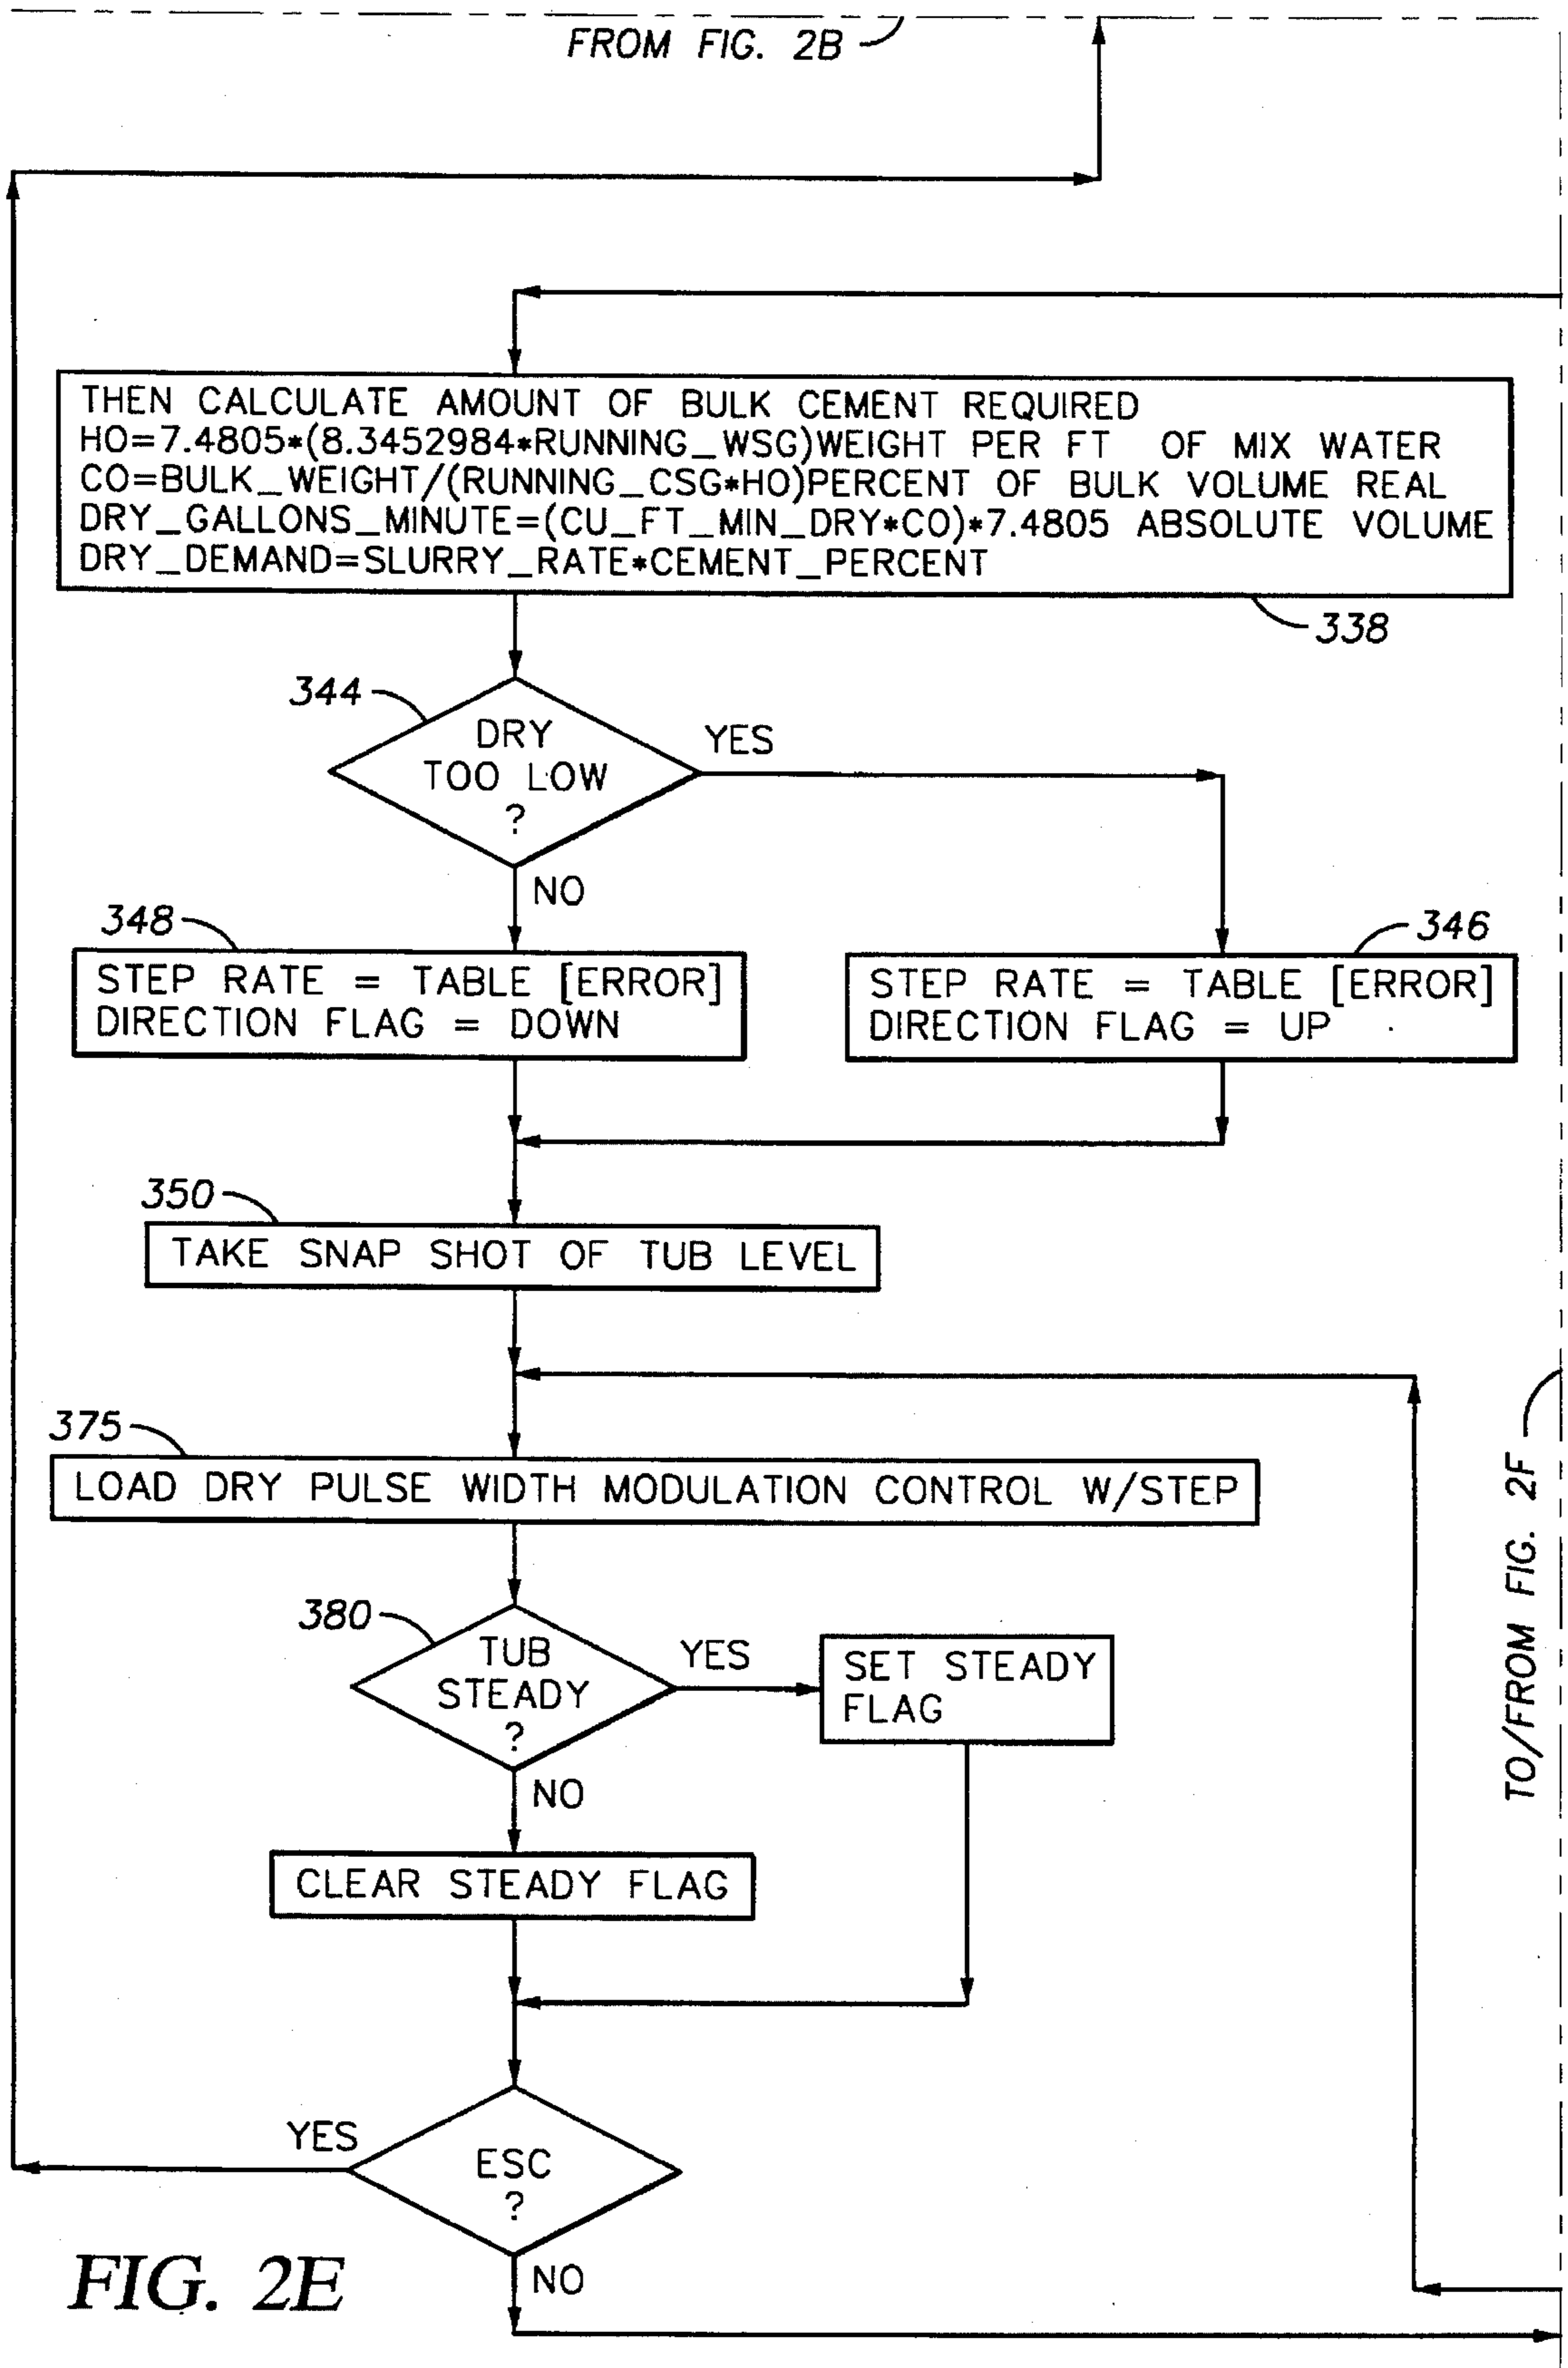 FROM FIG. 2B
THEN CALCULATE AMOUNT OF BULK CEMENT REQUIRED
HO=7.4805*(8.3452984*RUNNING_WSG)WEIGHT PER FT OF MIX WATER
CO=BULK_WEIGHT/(RUNNING_CSG*HO)PERCENT OF BULK VOLUME REAL
DRY_GALLONS_MINUTE=(CU_FT_MIN_DRY*CO)*7.4805 ABSOLUTE VOLUME
DRY_DEMAND=SLURRY_RATE*CEMENT_PERCENT
338
344
DRY
TOO LOW
?
YES
NO
348
STEP RATE = TABLE [ERROR]
DIRECTION FLAG = DOWN
346
STEP RATE = TABLE [ERROR]
DIRECTION FLAG = UP
350
TAKE SNAP SHOT OF TUB LEVEL
375
LOAD DRY PULSE WIDTH MODULATION CONTROL W/STEP
TO/FROM FIG. 2F
380
TUB
STEADY
?
YES
SET STEADY
FLAG
NO
CLEAR STEADY FLAG
YES
ESC
?
NO
FIG. 2E